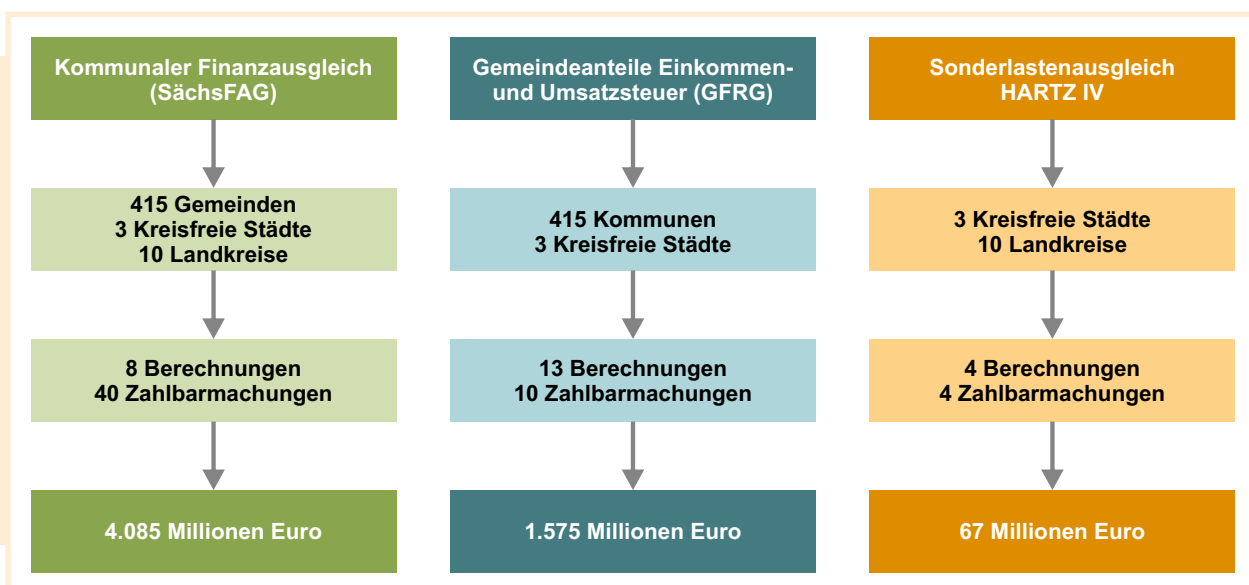 Kommunaler Finanzausgleich
(SächsFAG)
415 Gemeinden
3 Kreisfreie Städte
10 Landkreise
8 Berechnungen
40 Zahlbarmachungen
4.085 Millionen Euro
Gemeindeanteile Einkommen-
und Umsatzsteuer (GFRG)
415 Kommunen
3 Kreisfreie Städte
13 Berechnungen
10 Zahlbarmachungen
1.575 Millionen Euro
Sonderlastenausgleich
HARTZ IV
3 Kreisfreie Städte
10 Landkreise
4 Berechnungen
4 Zahlbarmachungen
67 Millionen Euro